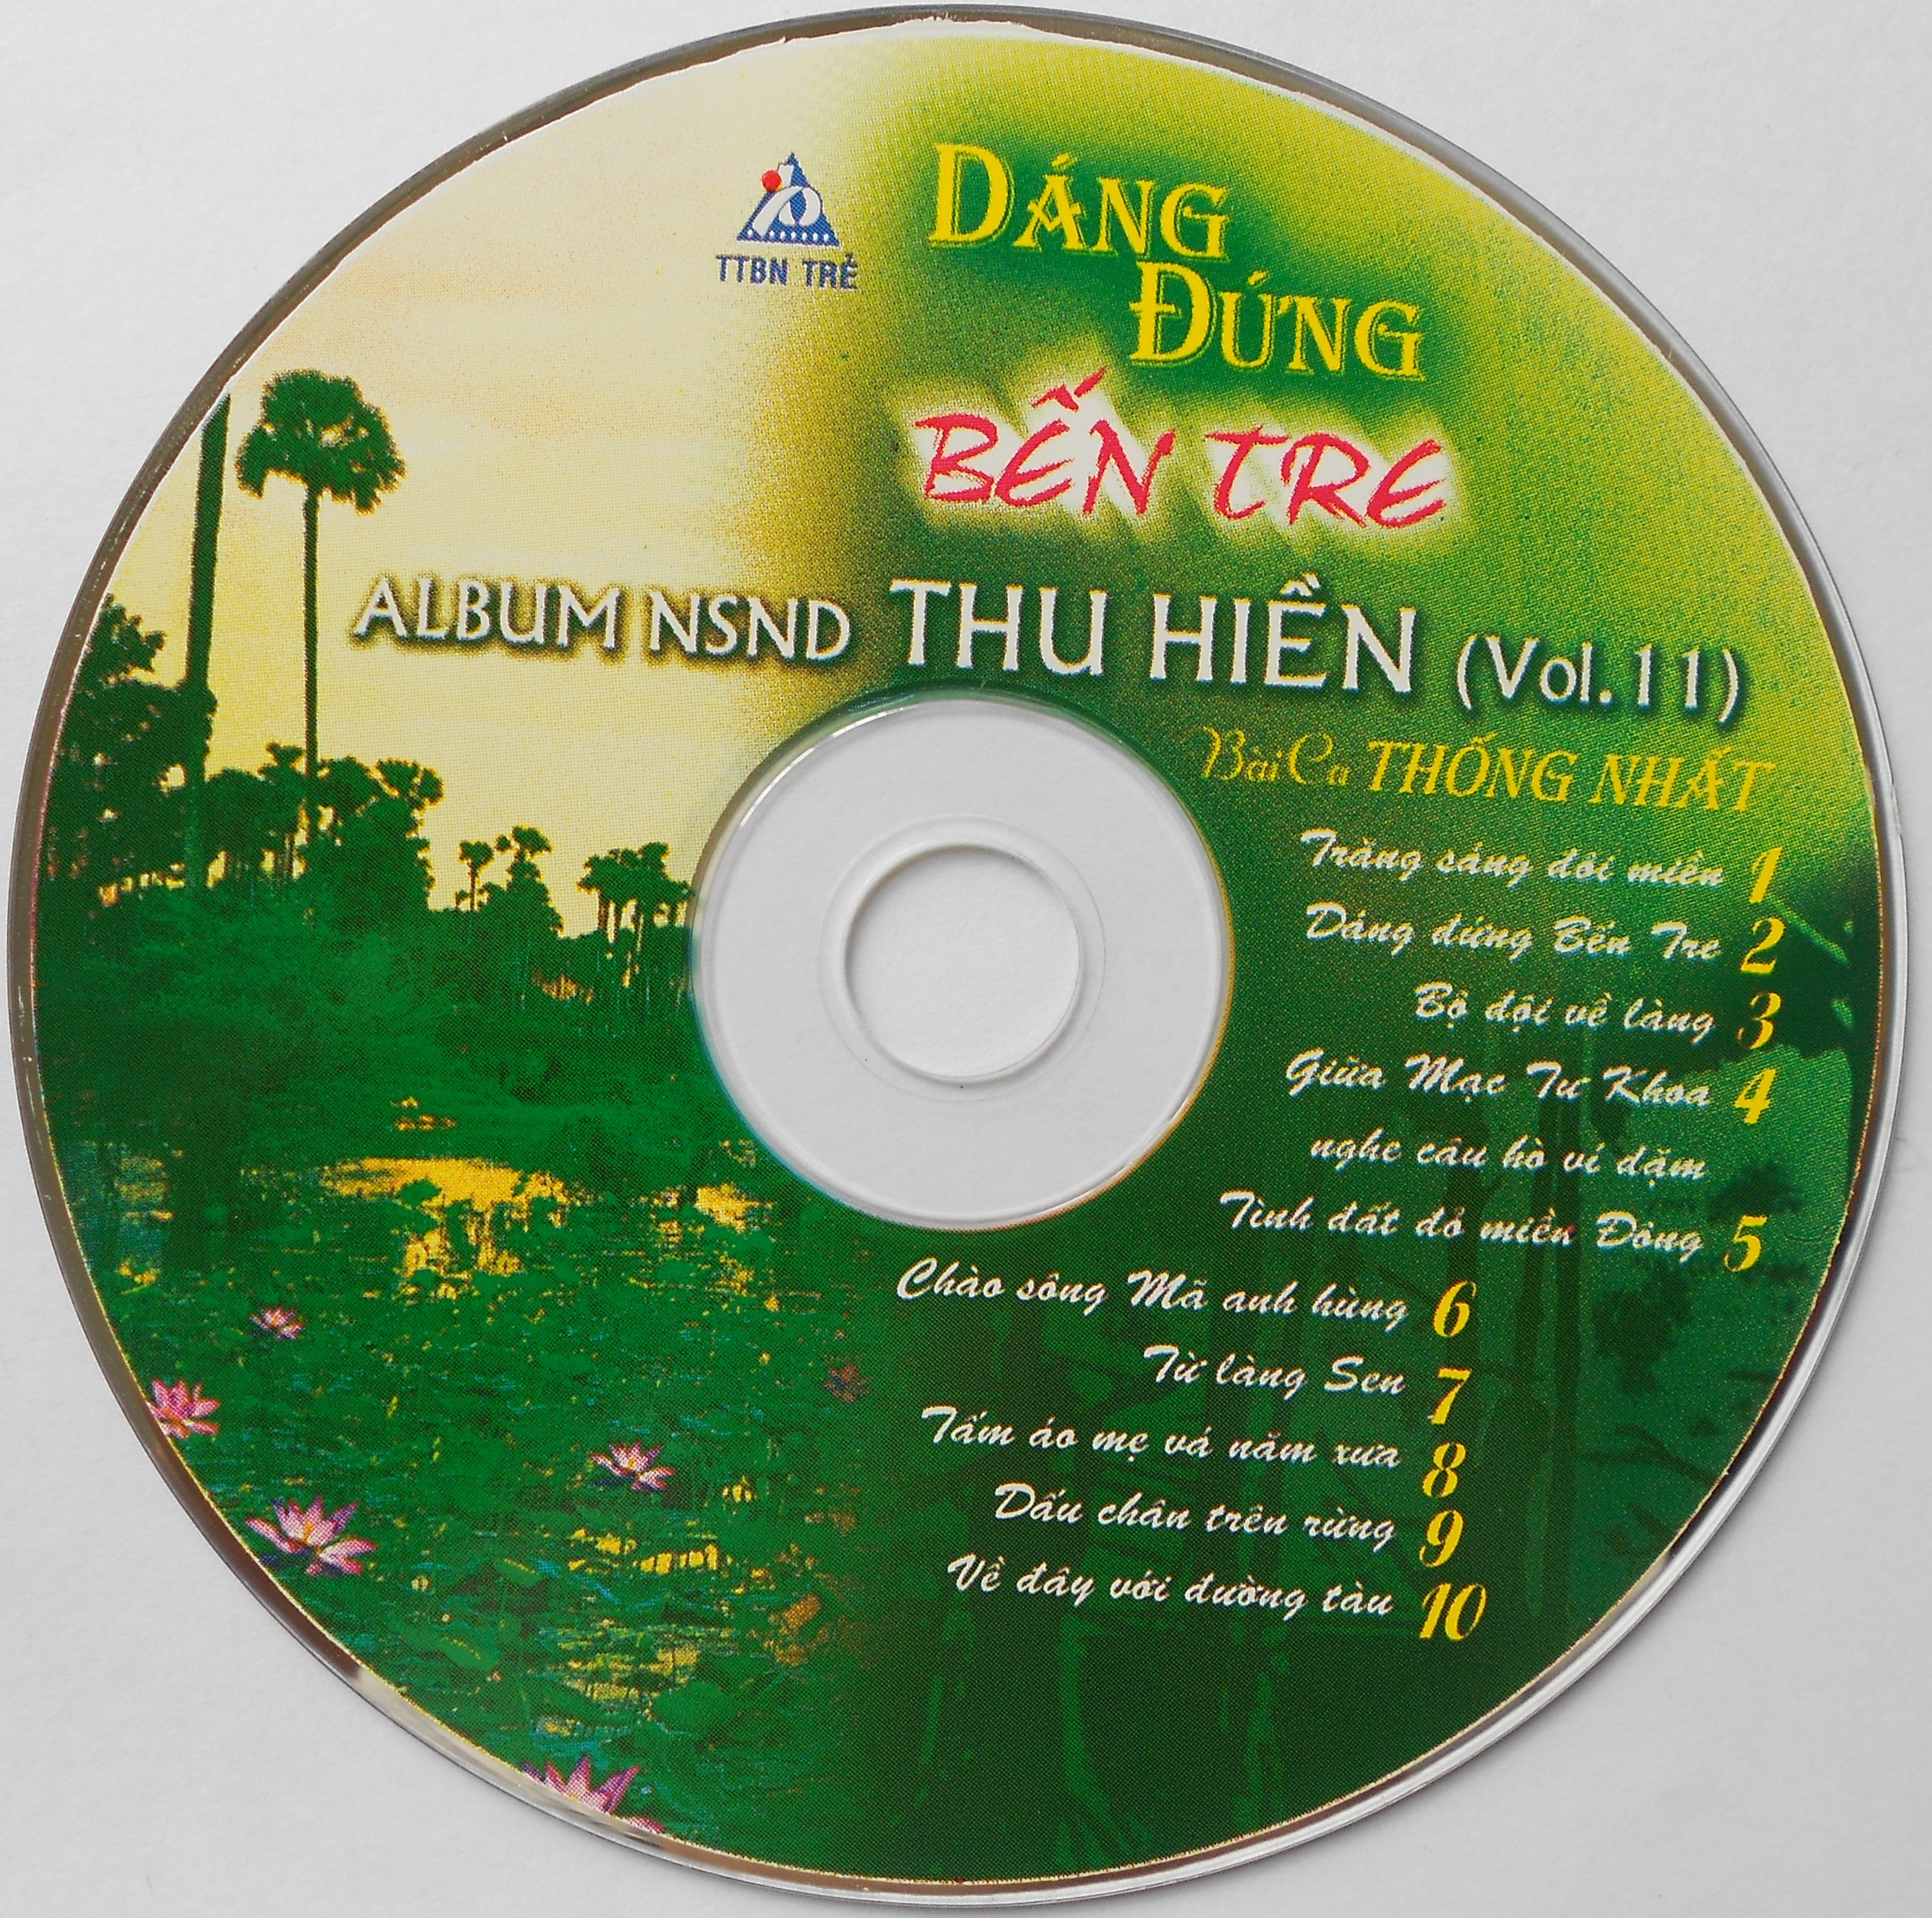 TTBN TRẺ
DÁNG
ĐỨNG
BẾN TRE
ALBUM NSND THU HIỀN (Vol. 11)
Bài Ca THỐNG NHẤT
Trăng sáng đôi miền 1
Dáng đứng Bến Tre 2
Bộ đội về làng 3
Giữa Mạc Tư Khoa 4
nghe câu hò ví dặm
Tình đất đỏ miền Đông 5
Chào sông Mã anh hùng 6
Từ làng Sen 7
Tấm áo mẹ vá năm xưa 8
Dấu chân trên rừng 9
Về đây với đường tàu 10